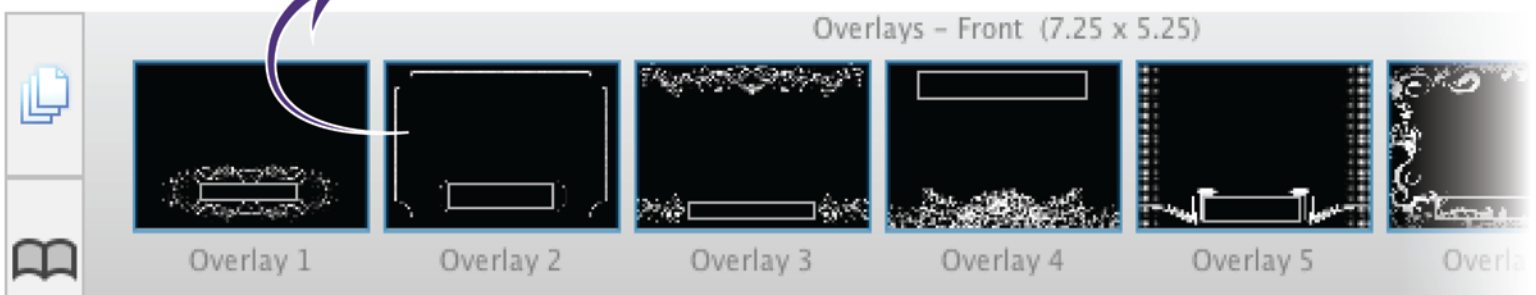 Overlays – Front (7.25 x 5.25)
Overlay 1
Overlay 2
Overlay 3
Overlay 4
Overlay 5